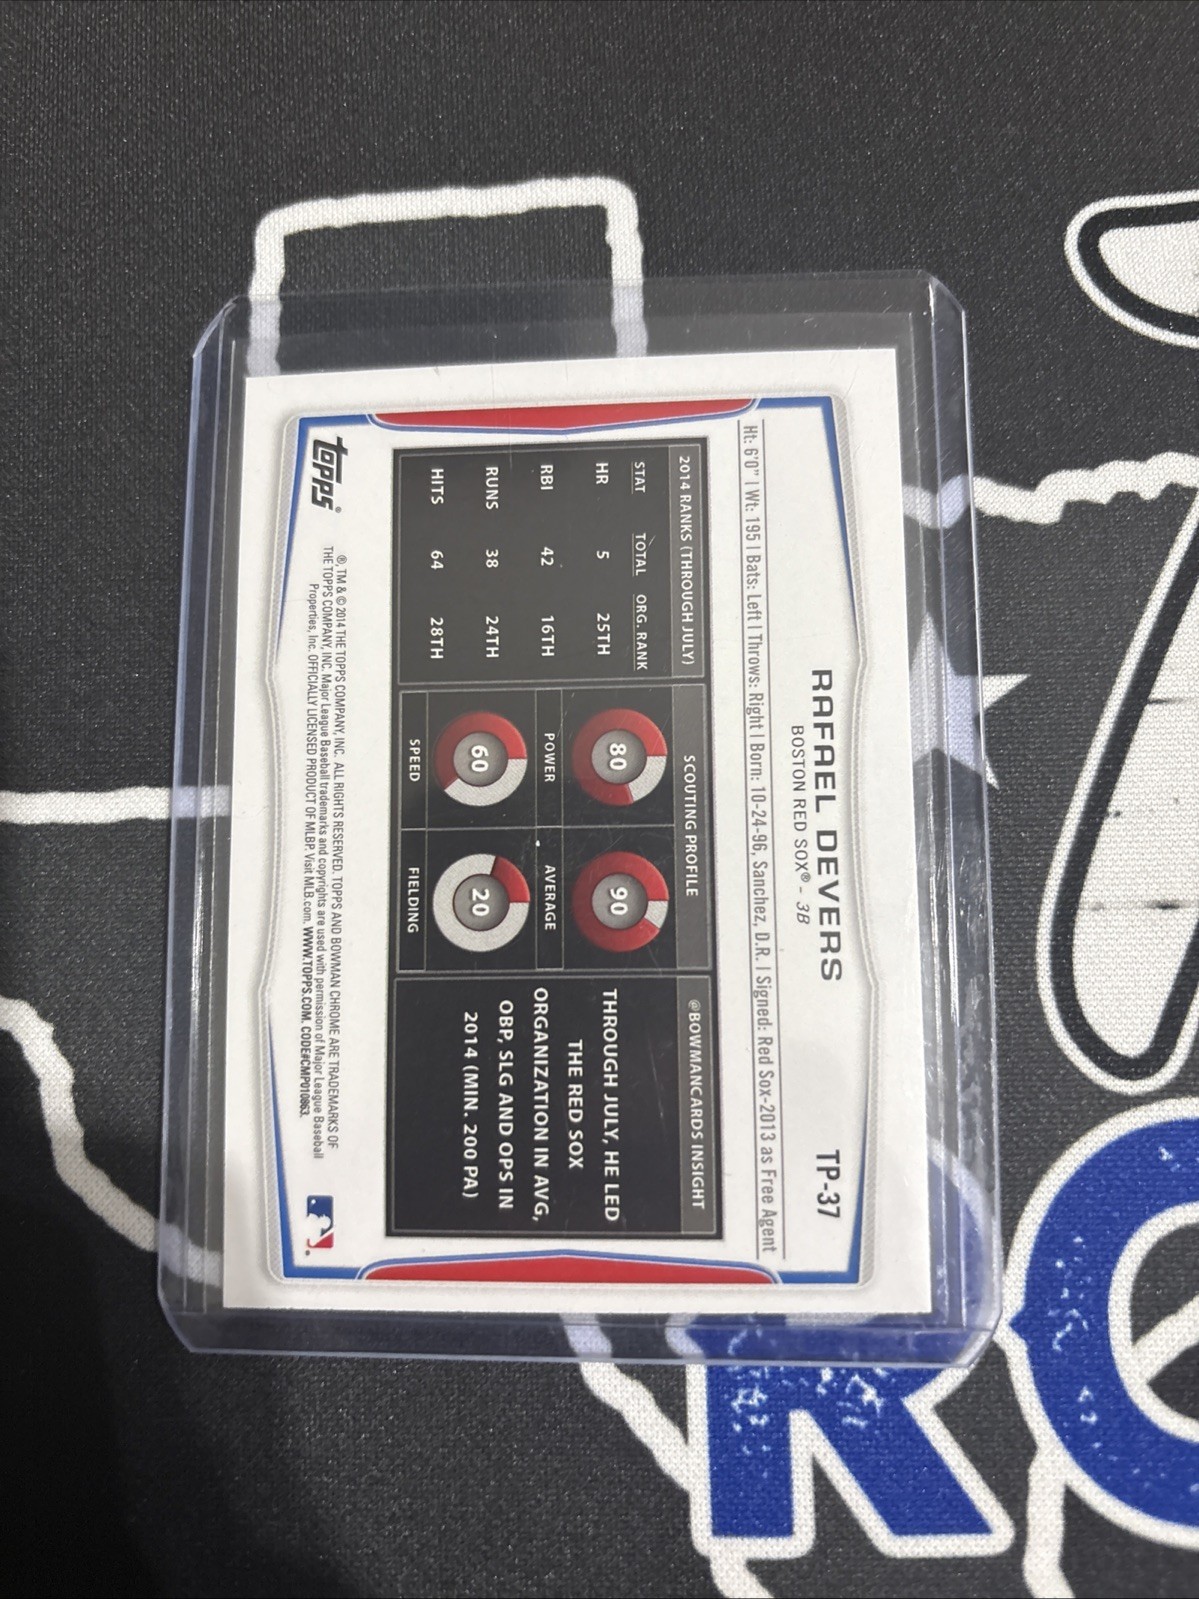 RAFAEL DEVERS
TP-37
BOSTON RED SOX® - 3B
Ht: 6'0" | Wt: 195 | Bats: Left | Throws: Right | Born: 10-24-96, Sanchez, D.R. | Signed: Red Sox-2013 as Free Agent
2014 RANKS (THROUGH JULY)
STAT TOTAL ORG. RANK
HR 5 25TH
RBI 42 16TH
RUNS 38 24TH
HITS 64 28TH
SCOUTING PROFILE
80 90
POWER AVERAGE
60 20
SPEED FIELDING
@BOWMANCARDS INSIGHT
THROUGH JULY, HE LED
THE RED SOX
ORGANIZATION IN AVG,
OBP, SLG AND OPS IN
2014 (MIN. 200 PA)
topps®
®, TM & © 2014 THE TOPPS COMPANY, INC. ALL RIGHTS RESERVED. TOPPS AND BOWMAN CHROME ARE TRADEMARKS OF
THE TOPPS COMPANY, INC. Major League Baseball trademarks and copyrights are used with permission of Major League Baseball
Properties, Inc. OFFICIALLY LICENSED PRODUCT OF MLBP. Visit MLB.com. WWW.TOPPS.COM. CODE#CMP010863.
RO